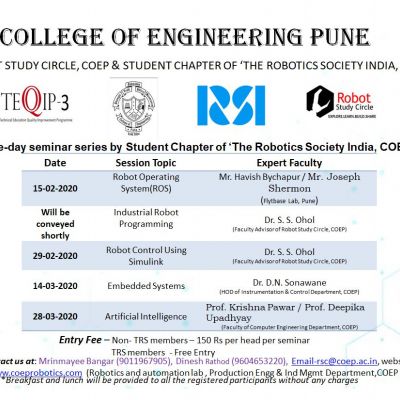 COLLEGE OF ENGINEERING PUNE
T STUDY CIRCLE, COEP & STUDENT CHAPTER OF 'THE ROBOTICS SOCIETY INDIA,
TEQIP-3
Technical Education Quality Improvement Programme
RSI
Robot
Study Circle
EXPLORE.LEARN.BUILD.SHARE
e-day seminar series by Student Chapter of 'The Robotics Society India, COE
Date Session Topic Expert Faculty
15-02-2020 Robot Operating System(ROS) Mr. Havish Bychapur / Mr. Joseph Shermon
(Flytbase Lab, Pune)
Will be conveyed shortly Industrial Robot Programming Dr. S. S. Ohol
(Faculty Advisor of Robot Study Circle, COEP)
29-02-2020 Robot Control Using Simulink Dr. S. S. Ohol
(Faculty Advisor of Robot Study Circle, COEP)
14-03-2020 Embedded Systems Dr. D.N. Sonawane
(HOD of Instrumentation & Control Department, COEP)
28-03-2020 Artificial Intelligence Prof. Krishna Pawar / Prof. Deepika Upadhyay
(Faculty of Computer Engineering Department, COEP)
Entry Fee – Non- TRS members – 150 Rs per head per seminar
TRS members - Free Entry
ntact us at: Mrinmayee Bangar (9011967905), Dinesh Rathod (9604653220), Email-rsc@coep.ac.in, webs
w.coeprobotics.com (Robotics and automation lab , Production Engg & Ind Mgmt Department,COEP
*Breakfast and lunch will be provided to all the registered participants without any charges